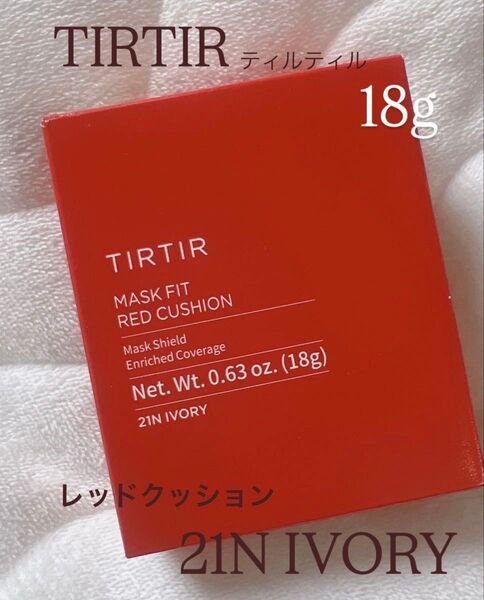 TIRTIR ティルティル
18g
TIRTIR
MASK FIT
RED CUSHION
Mask Shield
Enriched Coverage
Net. Wt. 0.63 oz. (18g)
21N IVORY
レッドクッション
21N IVORY